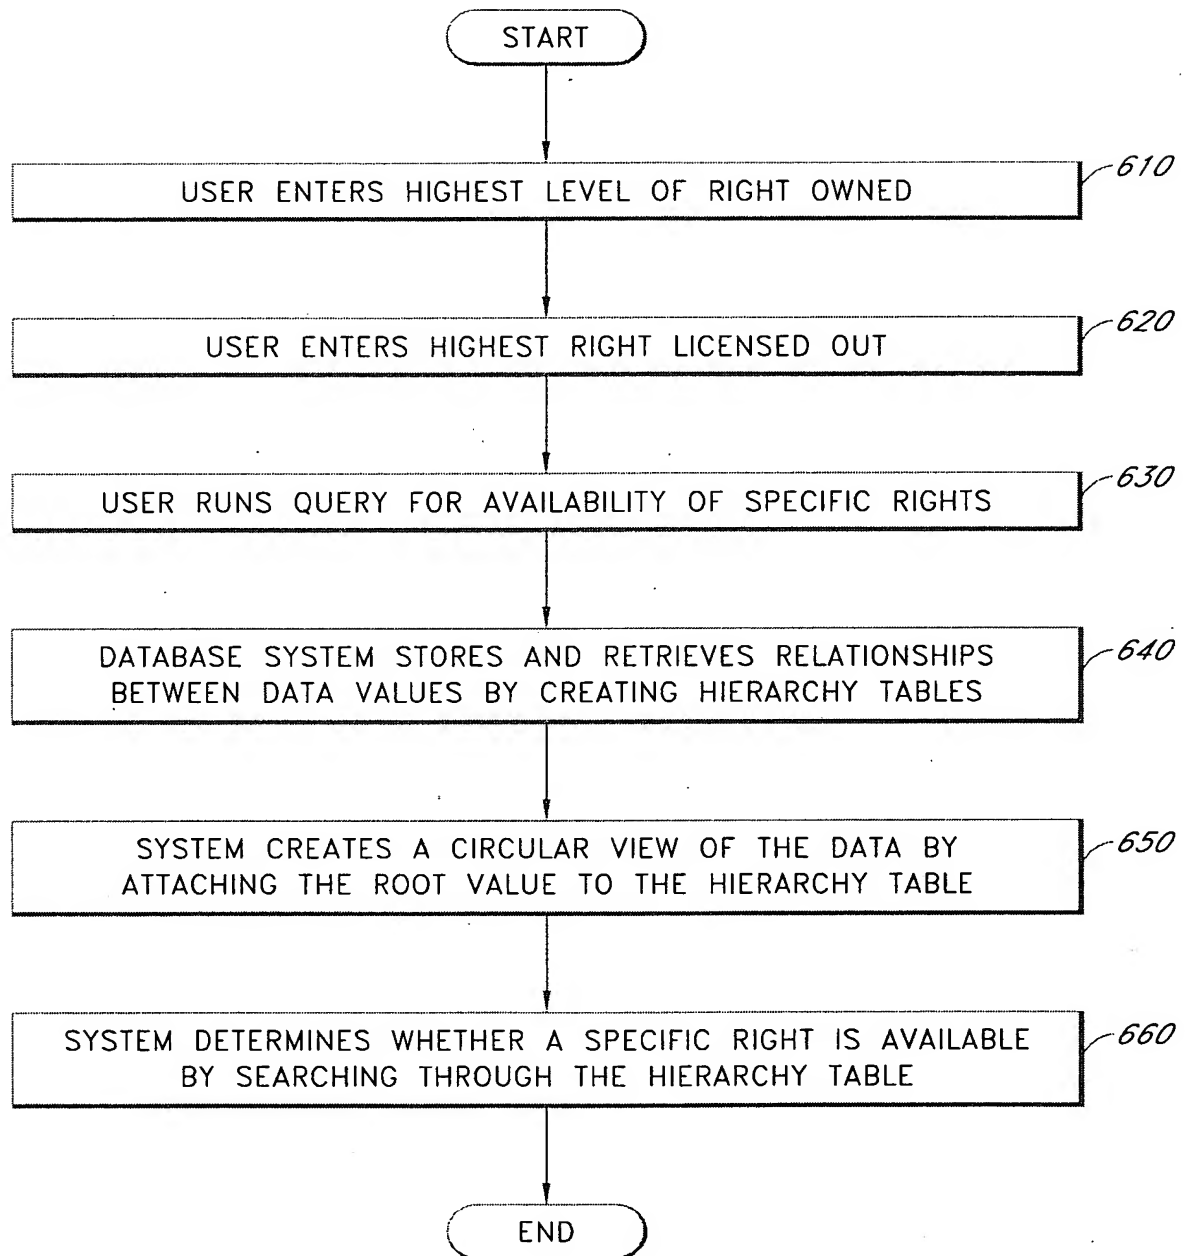 START
610
USER ENTERS HIGHEST LEVEL OF RIGHT OWNED
620
USER ENTERS HIGHEST RIGHT LICENSED OUT
630
USER RUNS QUERY FOR AVAILABILITY OF SPECIFIC RIGHTS
640
DATABASE SYSTEM STORES AND RETRIEVES RELATIONSHIPS
BETWEEN DATA VALUES BY CREATING HIERARCHY TABLES
650
SYSTEM CREATES A CIRCULAR VIEW OF THE DATA BY
ATTACHING THE ROOT VALUE TO THE HIERARCHY TABLE
660
SYSTEM DETERMINES WHETHER A SPECIFIC RIGHT IS AVAILABLE
BY SEARCHING THROUGH THE HIERARCHY TABLE
END